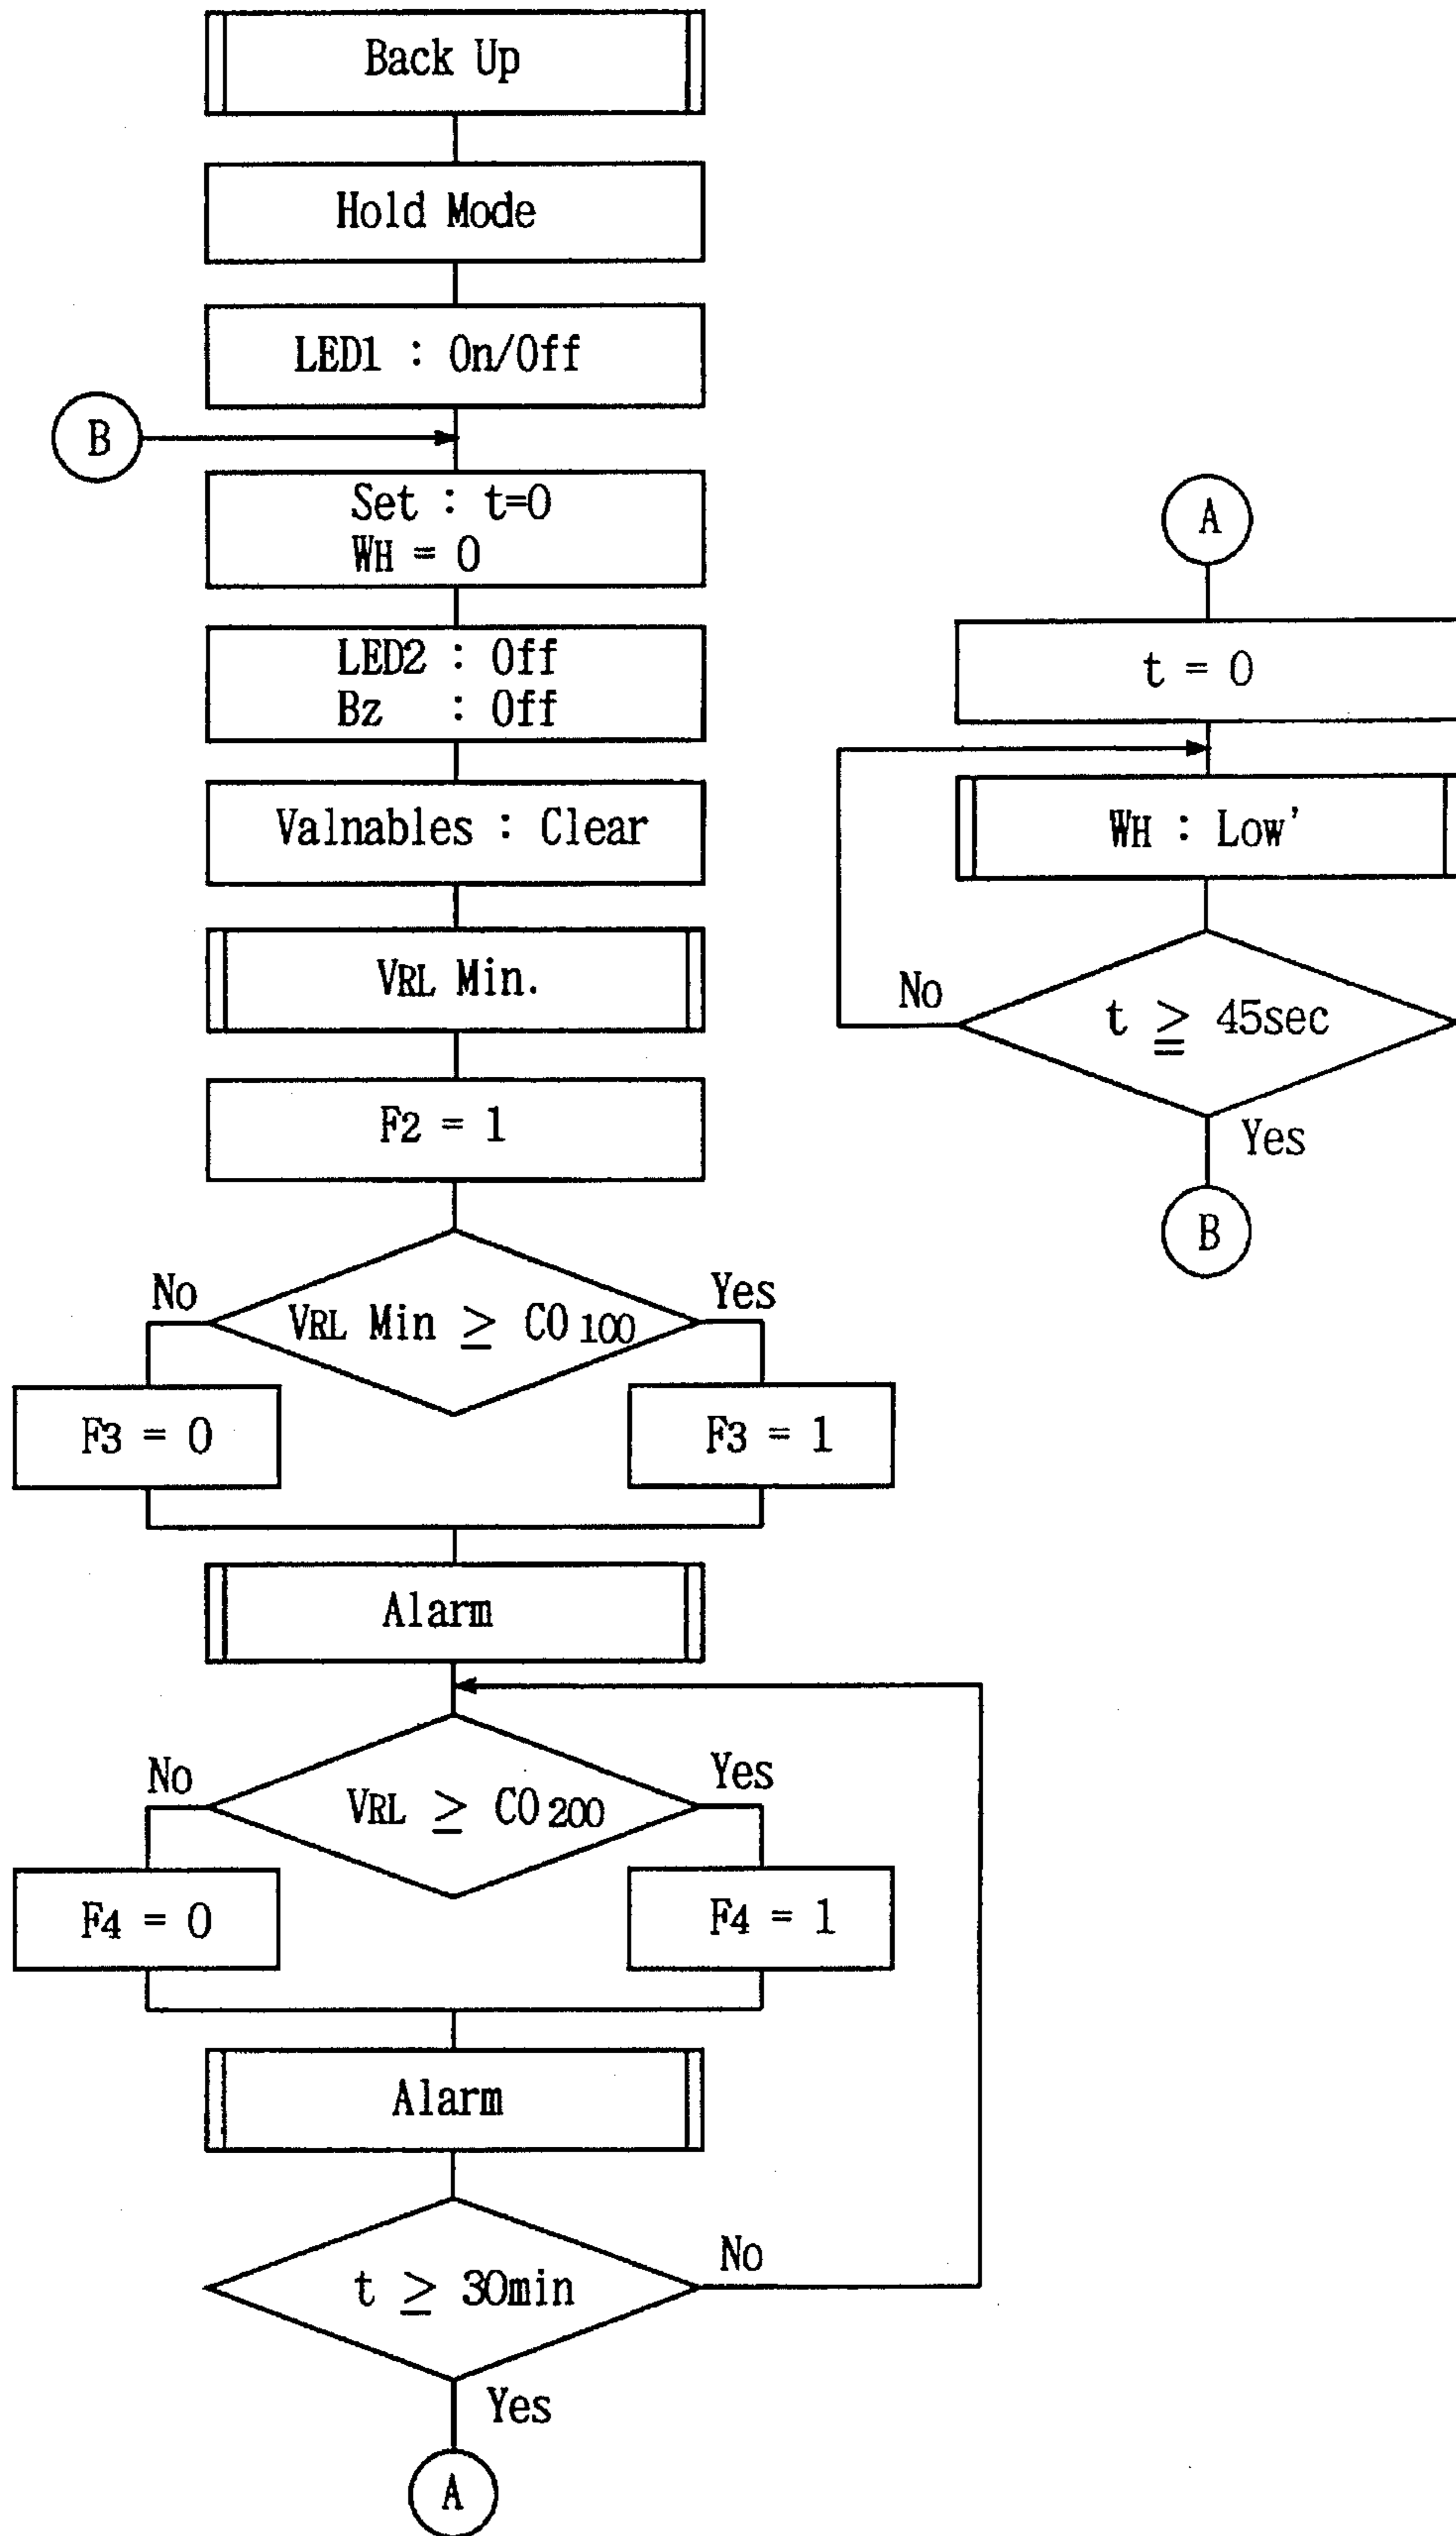 Back Up
Hold Mode
LED1 : On/Off
B
Set : t=0
WH = 0
LED2 : Off
Bz : Off
Valnables : Clear
VRL Min.
F2 = 1
No
Yes
VRL Min ≥ CO 100
F3 = 0
F3 = 1
Alarm
No
Yes
VRL ≥ CO 200
F4 = 0
F4 = 1
Alarm
t ≥ 30min
No
Yes
A
A
t = 0
WH : Low'
No
t ≧ 45sec
Yes
B